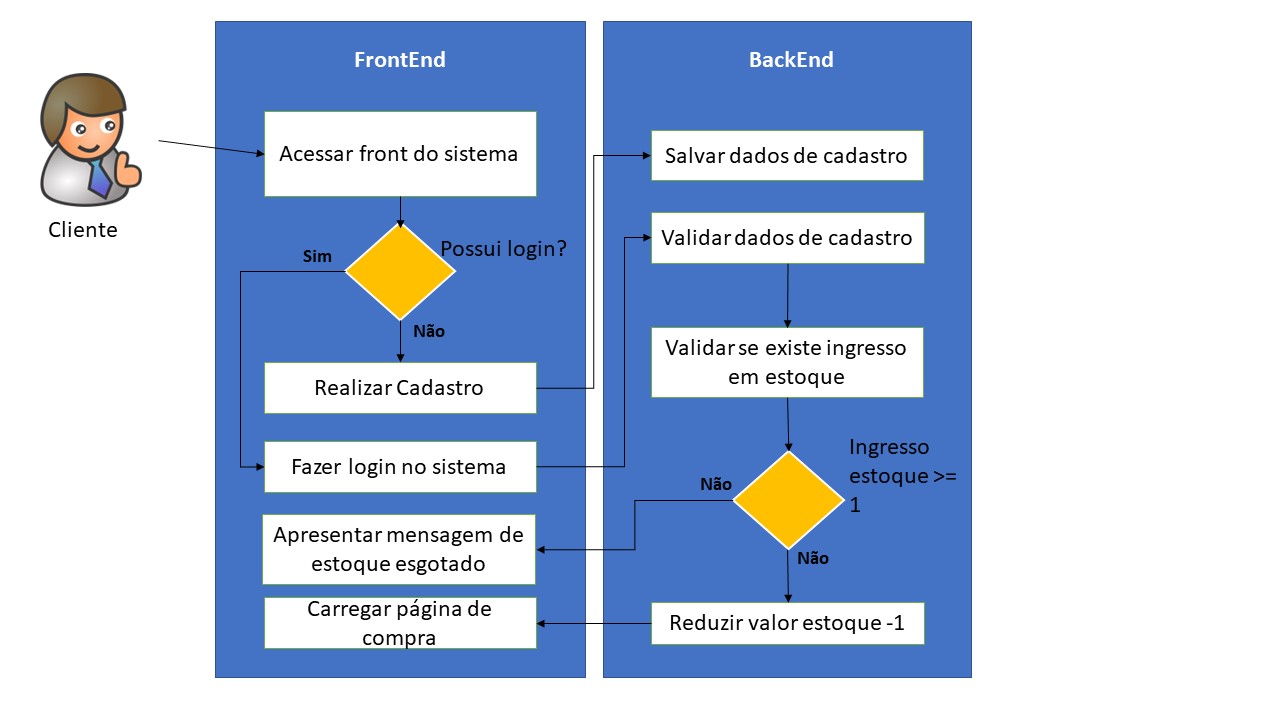 FrontEnd
BackEnd
Acessar front do sistema
Salvar dados de cadastro
Cliente
Possui login?
Validar dados de cadastro
Sim
Não
Validar se existe ingresso
em estoque
Realizar Cadastro
Fazer login no sistema
Ingresso
estoque >=
1
Não
Apresentar mensagem de
estoque esgotado
Não
Carregar página de
compra
Reduzir valor estoque -1